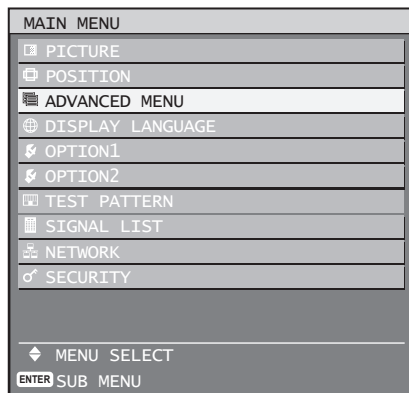 MAIN MENU
PICTURE
POSITION
ADVANCED MENU
DISPLAY LANGUAGE
OPTION1
OPTION2
TEST PATTERN
SIGNAL LIST
NETWORK
SECURITY
MENU SELECT
ENTER SUB MENU